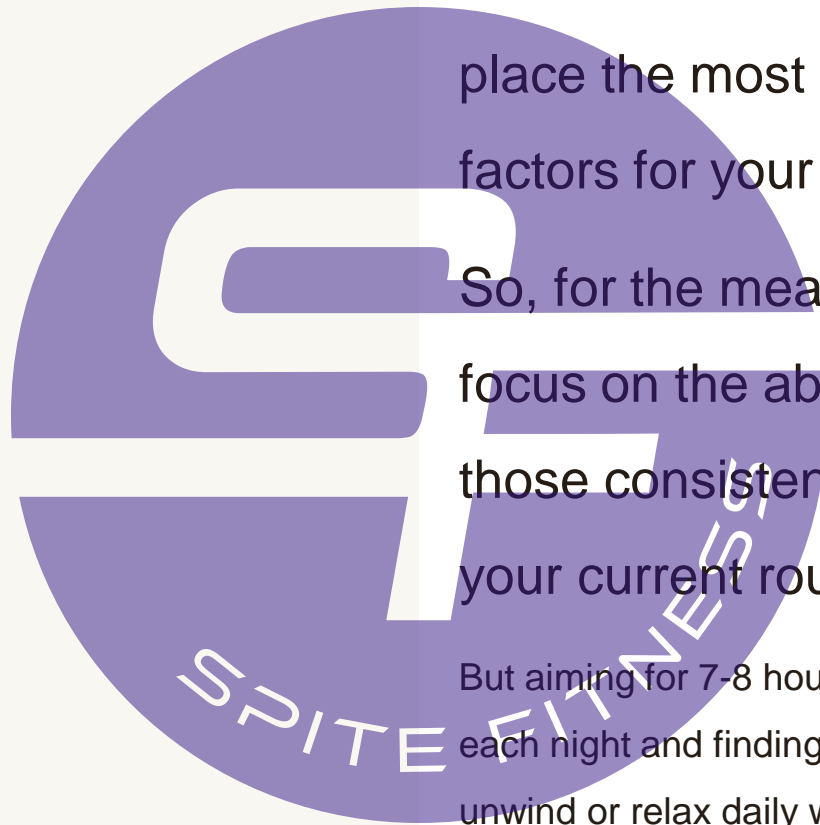 place the most
factors for your
So, for the mea
focus on the ab
those consisten
your current rou
But aiming for 7-8 hou
each night and finding
unwind or relax daily w
SF
SPITE FITNESS